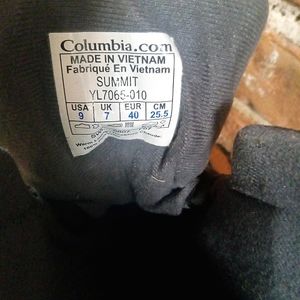 Columbia.com
MADE IN VIETNAM
Fabriqué En Vietnam
SUMMIT
YL7065-010
USA UK EUR CM
9 7 40 25.5